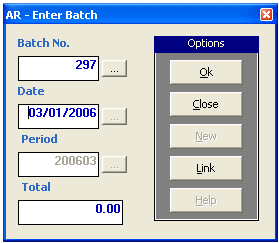 AR - Enter Batch
Batch No.
297
...
Date
03/01/2006
...
Period
200603
...
Total
0.00
Options
Ok
Close
New
Link
Help